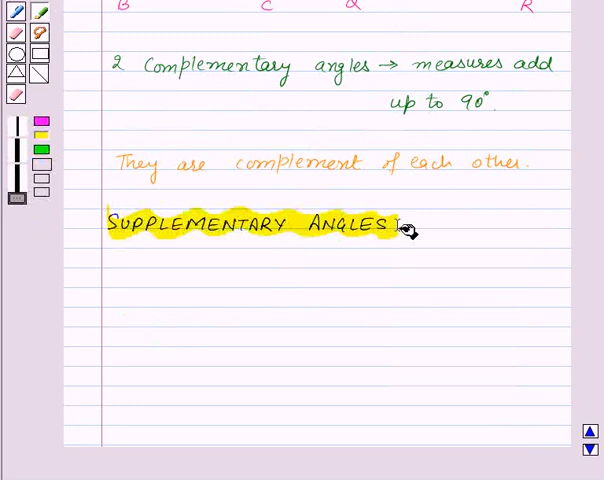 B C Q R
2 Complementary angles → measures add
up to 90°.
They are complement of each other.
SUPPLEMENTARY ANGLES